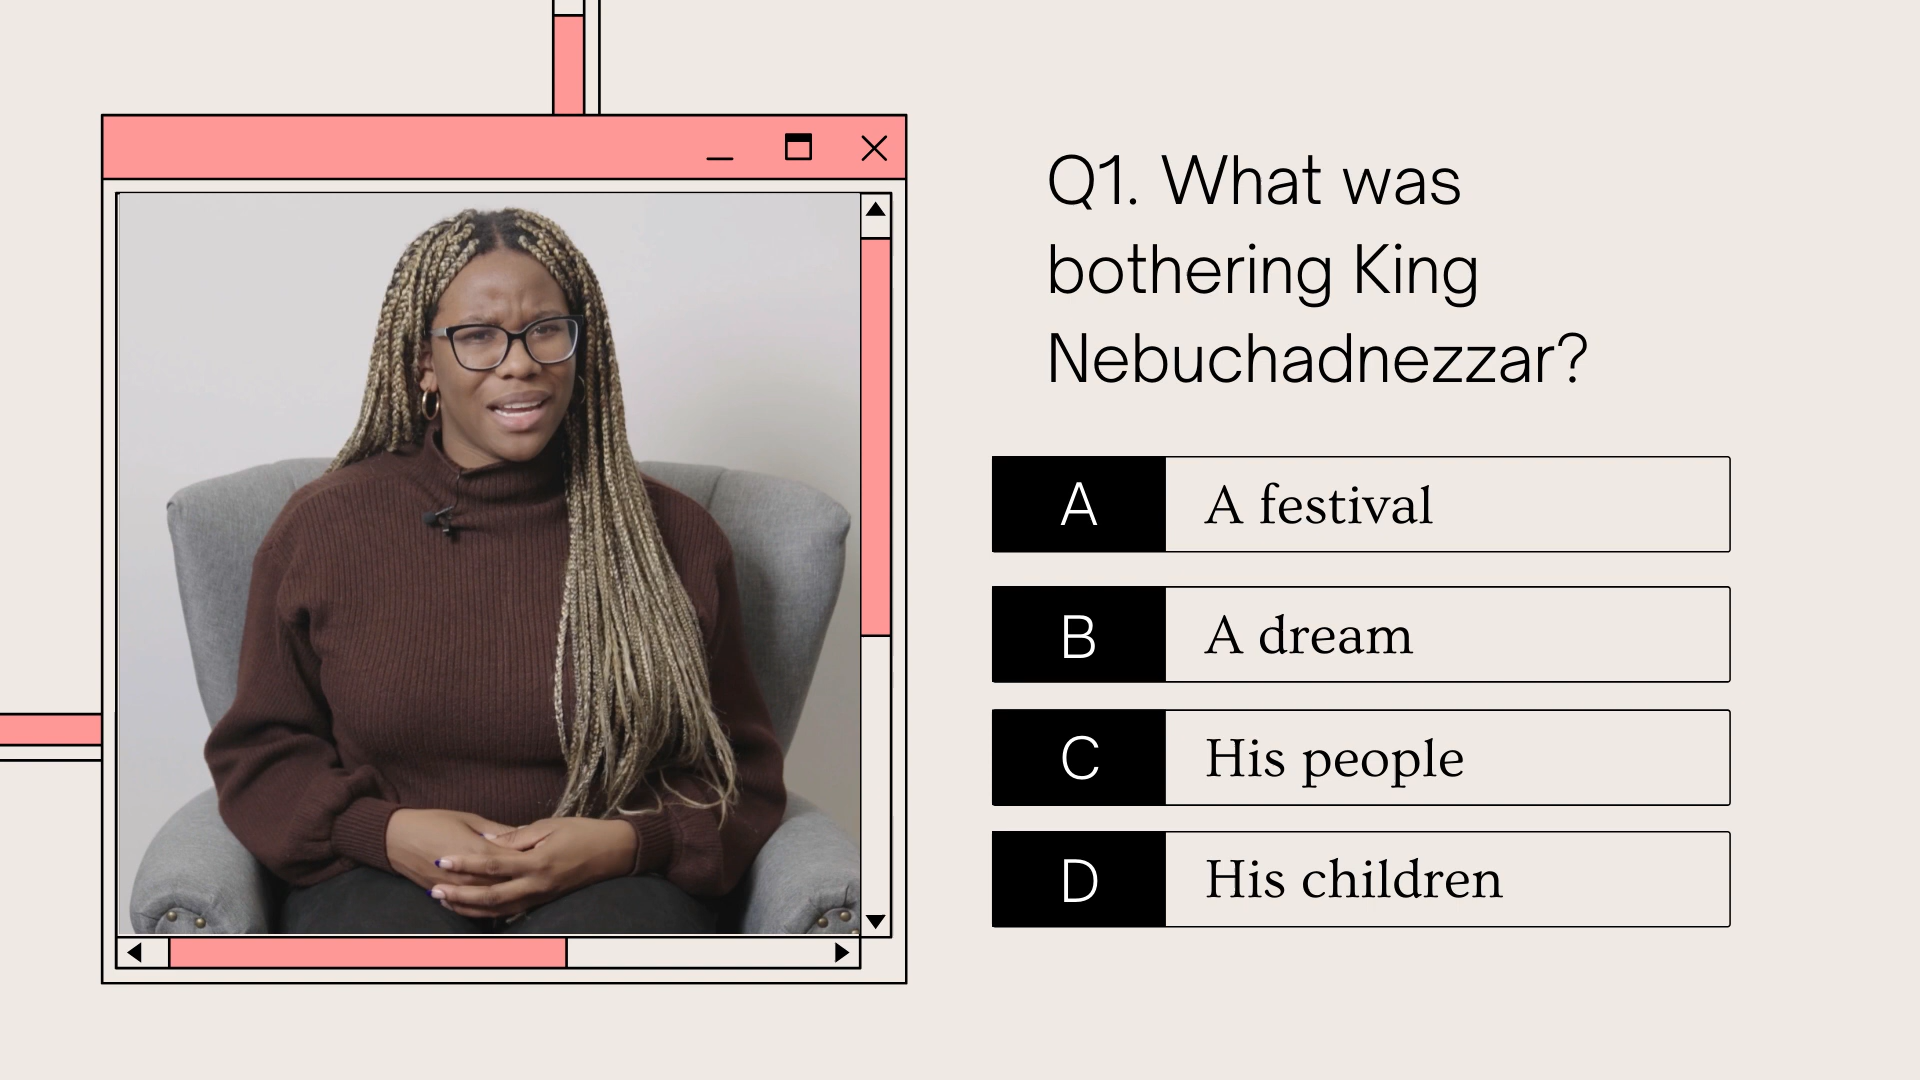 Q1. What was
bothering King
Nebuchadnezzar?
A A festival
B A dream
C His people
D His children